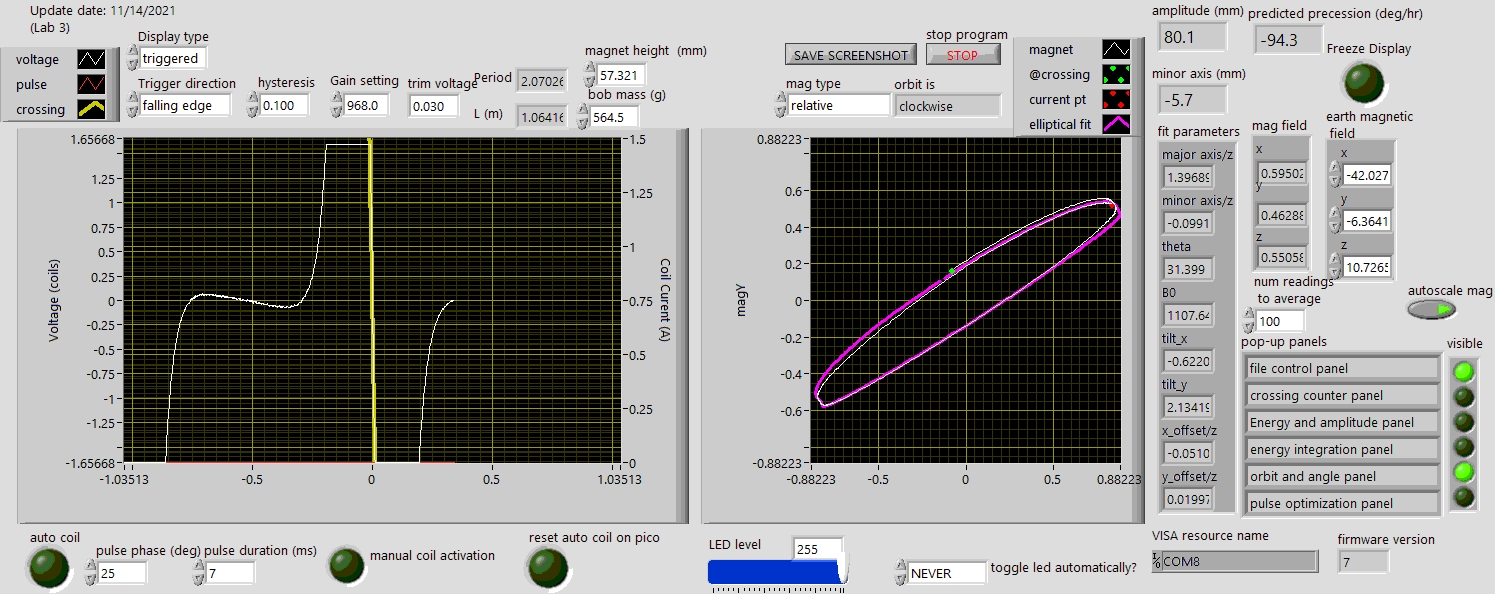 Update date: 11/14/2021
(Lab 3)
voltage
pulse
crossing
Display type
triggered
Trigger direction
falling edge
hysteresis
0.100
Gain setting
968.0
trim voltage
0.030
Period
2.07026
L (m)
1.06416
magnet height (mm)
57.321
bob mass (g)
564.5
SAVE SCREENSHOT
stop program
STOP
mag type
relative
orbit is
clockwise
magnet
@crossing
current pt
elliptical fit
amplitude (mm)
80.1
predicted precession (deg/hr)
-94.3
minor axis (mm)
-5.7
Freeze Display
Voltage (coils)
1.65668
1.25
1
0.75
0.5
0.25
0
-0.25
-0.5
-0.75
-1
-1.25
-1.65668
-1.03513
-0.5
0
0.5
1.03513
1.5
1.25
1
0.75
0.5
0.25
0
Coil Current (A)
magy
0.88223
0.6
0.4
0.2
0
-0.2
-0.4
-0.6
-0.88223
-0.88223
-0.5
0
0.5
0.88223
fit parameters
major axis/z
1.3968
minor axis/z
-0.0991
theta
31.399
B0
1107.64
tilt_x
-0.6220
tilt_y
2.1341
x_offset/z
-0.0510
y_offset/z
0.0199
mag field
x
0.5950
y
0.4628
z
0.5505
earth magnetic
field
x
-42.027
y
-6.3641
z
10.726
num readings
to average
100
autoscale mag
pop-up panels
visible
file control panel
crossing counter panel
Energy and amplitude panel
energy integration panel
orbit and angle panel
pulse optimization panel
auto coil
pulse phase (deg)
25
pulse duration (ms)
7
manual coil activation
reset auto coil on pico
LED level
255
NEVER
toggle led automatically?
VISA resource name
COM8
firmware version
7